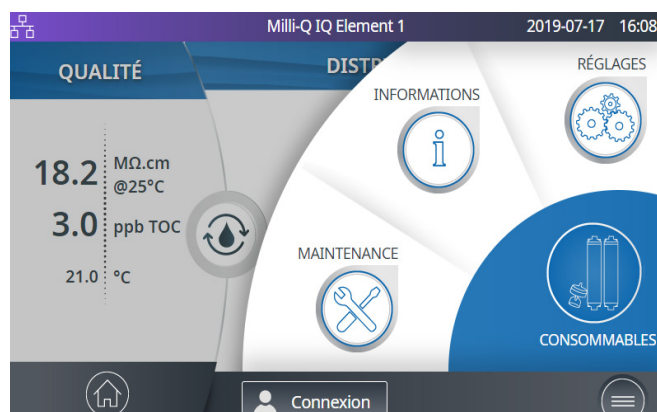 Milli-Q IQ Element 1
2019-07-17 16:08
QUALITÉ
DISTR
INFORMATIONS
RÉGLAGES
18.2 MΩ.cm
@25°C
3.0 ppb TOC
21.0 °C
MAINTENANCE
CONSOMMABLES
Connexion